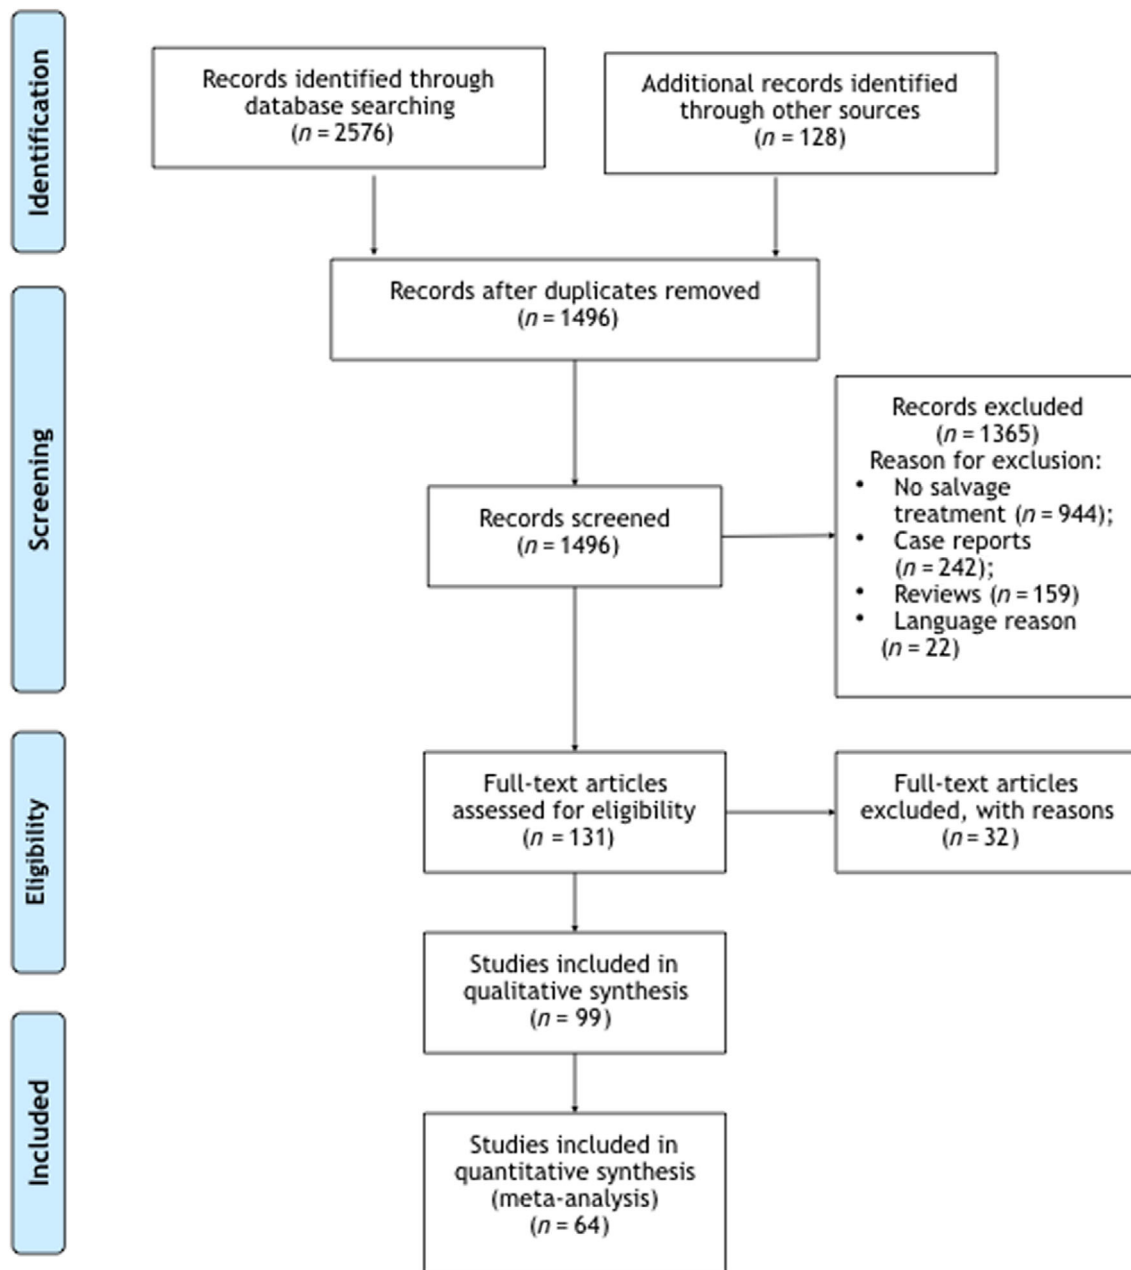 Identification
Records identified through
database searching
(n = 2576)
Additional records identified
through other sources
(n = 128)
Records after duplicates removed
(n = 1496)
Screening
Records screened
(n = 1496)
Records excluded
(n = 1365)
Reason for exclusion:
• No salvage
treatment (n = 944);
• Case reports
(n = 242);
• Reviews (n = 159)
• Language reason
(n = 22)
Eligibility
Full-text articles
assessed for eligibility
(n = 131)
Full-text articles
excluded, with reasons
(n = 32)
Studies included in
qualitative synthesis
(n = 99)
Included
Studies included in
quantitative synthesis
(meta-analysis)
(n = 64)